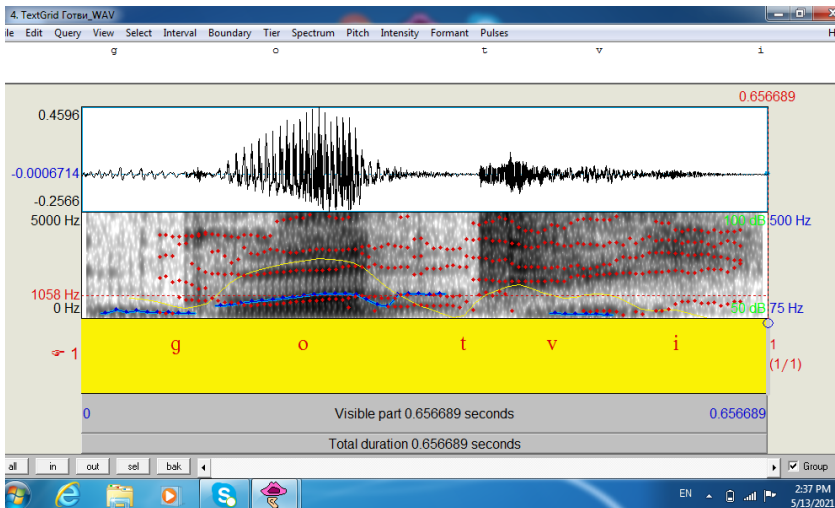 4. TextGrid Готви_WAV
ile Edit Query View Select Interval Boundary Tier Spectrum Pitch Intensity Formant Pulses H
g o t v i
0.656689
0.4596
-0.0006714
-0.2566
5000 Hz 100 dB 500 Hz
1058 Hz
0 Hz 50 dB 75 Hz
☞ 1 g o t v i 1
(1/1)
0 Visible part 0.656689 seconds 0.656689
Total duration 0.656689 seconds
all in out sel bak Group
EN 2:37 PM
5/13/2021